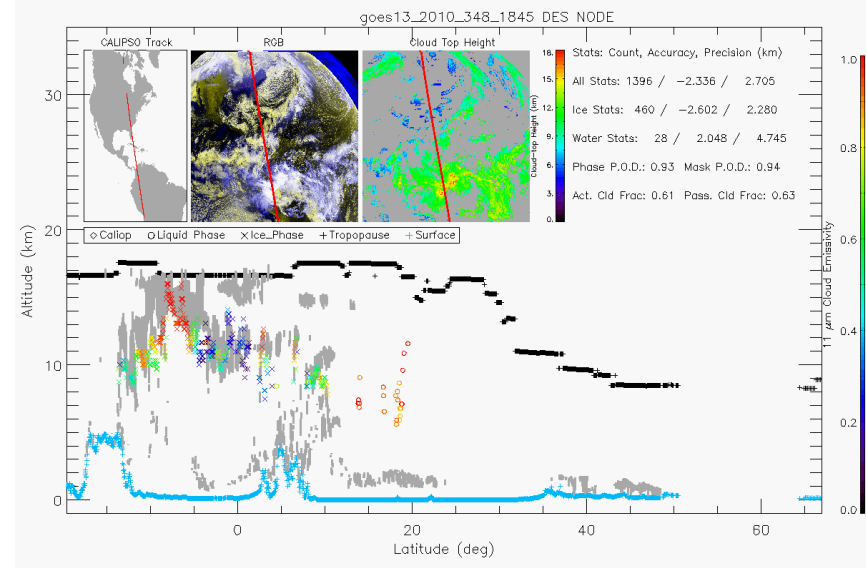 goes13_2010_348_1845 DES NODE
CALIPSO Track
RGB
Cloud Top Height
Stats: Count, Accuracy, Precision (km)
All Stats: 1396 / -2.336 / 2.705
Ice Stats: 460 / -2.602 / 2.280
Water Stats: 28 / 2.048 / 4.745
Phase P.O.D.: 0.93 Mask P.O.D.: 0.94
Act. Cld Frac: 0.61 Pass. Cld Frac: 0.63
18.
15.
12.
9.
6.
3.
0.
Cloud-top Height (km)
◇ Caliop ○ Liquid Phase × Ice_Phase + Tropopause + Surface
30
20
10
0
Altitude (km)
0 20 40 60
Latitude (deg)
1.0
0.8
0.6
0.4
0.2
0.0
11 μm Cloud Emissivity